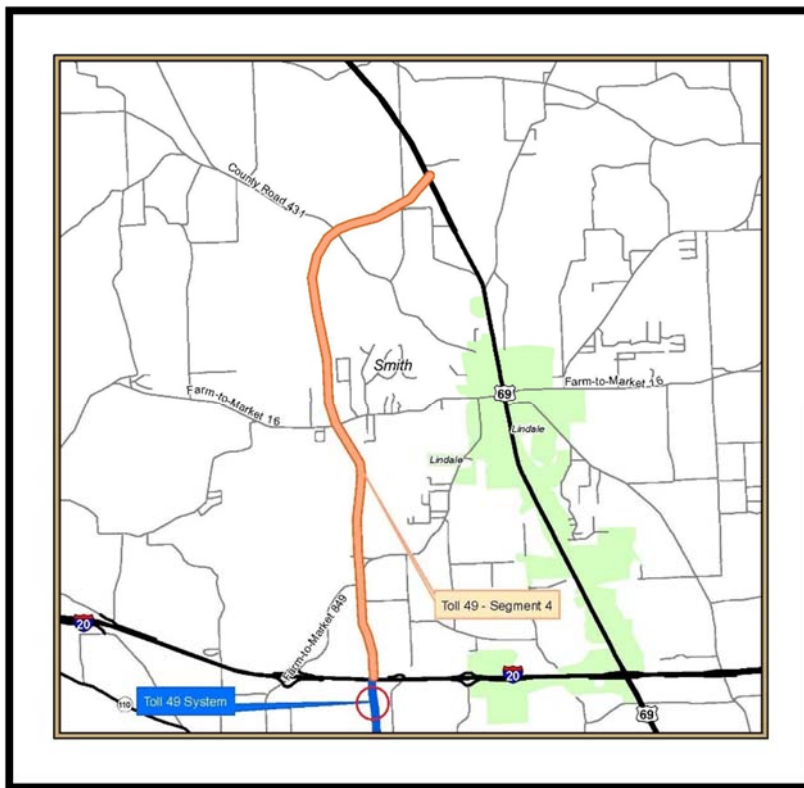 County Road 431
Smith
Farm-to-Market 16
69
Farm-to-Market 16
Lindale
Lindale
Toll 49 - Segment 4
20
Farm-to-Market 849
20
110
Toll 49 System
69